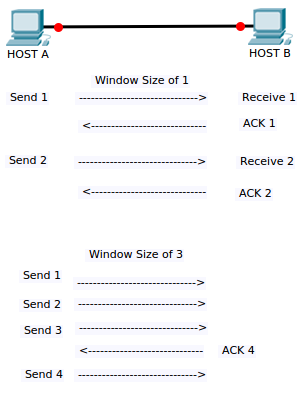 HOST A
HOST B
Window Size of 1
Send 1 ------------------------------> Receive 1
<------------------------------ ACK 1
Send 2 ------------------------------> Receive 2
<------------------------------ ACK 2
Window Size of 3
Send 1 ------------------------------>
Send 2 ------------------------------>
Send 3 ------------------------------>
<----------------------------- ACK 4
Send 4 ------------------------------>